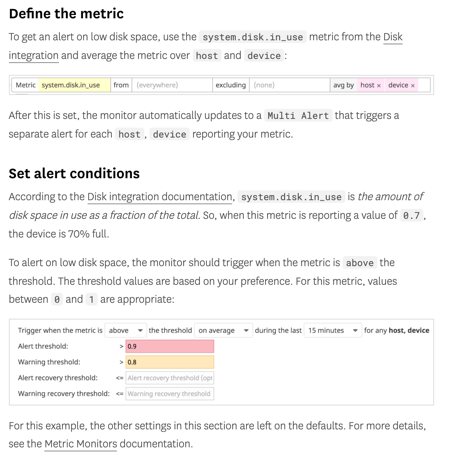 Define the metric
To get an alert on low disk space, use the system.disk.in_use metric from the Disk
integration and average the metric over host and device :
Metric system.disk.in_use from (everywhere) excluding (none) avg by host × device ×
After this is set, the monitor automatically updates to a Multi Alert that triggers a
separate alert for each host , device reporting your metric.
Set alert conditions
According to the Disk integration documentation, system.disk.in_use is the amount of
disk space in use as a fraction of the total. So, when this metric is reporting a value of 0.7 ,
the device is 70% full.
To alert on low disk space, the monitor should trigger when the metric is above the
threshold. The threshold values are based on your preference. For this metric, values
between 0 and 1 are appropriate:
Trigger when the metric is above the threshold on average during the last 15 minutes for any host, device
Alert threshold: > 0.9
Warning threshold: > 0.8
Alert recovery threshold: <= Alert recovery threshold (opt
Warning recovery threshold: <= Warning recovery threshold
For this example, the other settings in this section are left on the defaults. For more details,
see the Metric Monitors documentation.